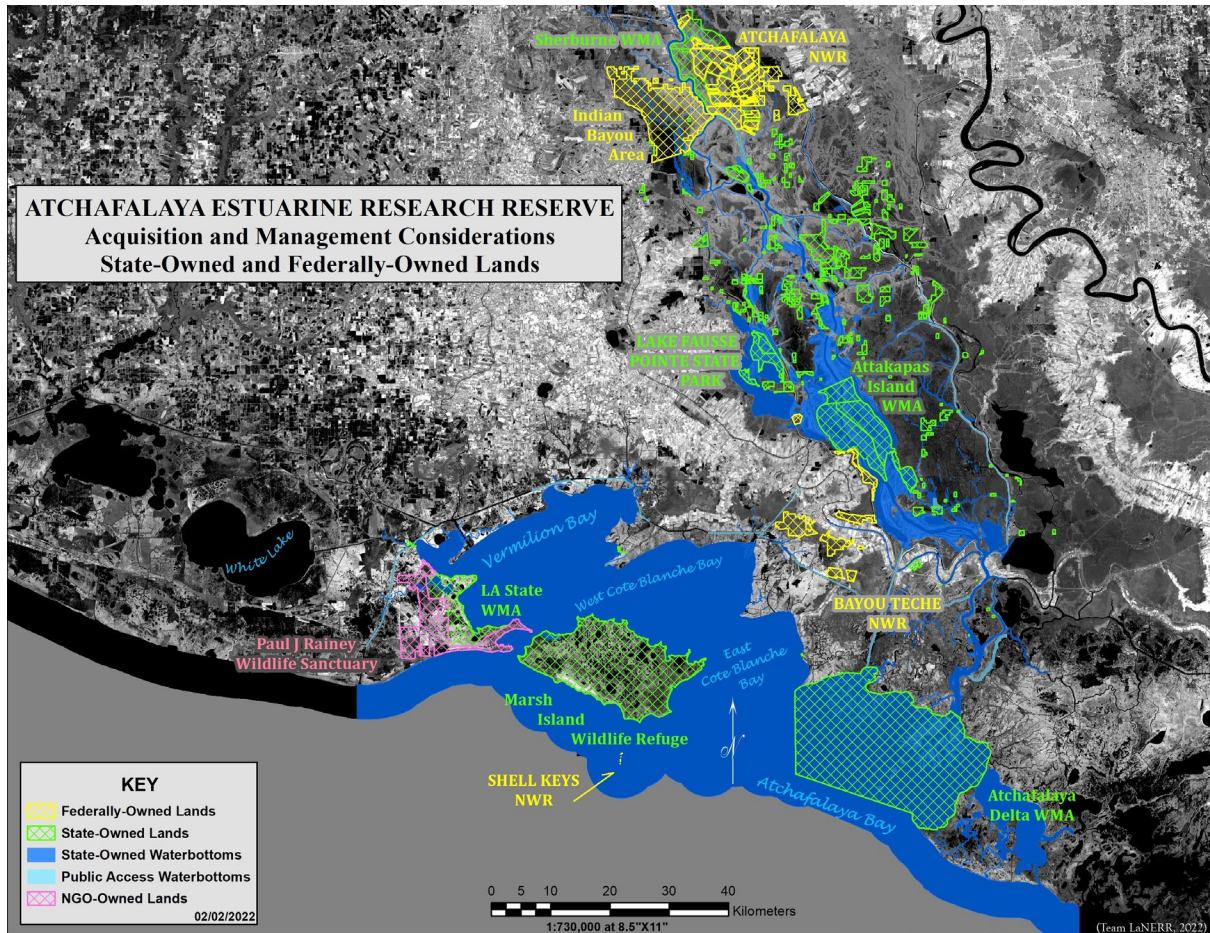 Sherburne WMA
ATCHAFALAYA
NWR
Indian
Bayou
Area
ATCHAFALAYA ESTUARINE RESEARCH RESERVE
Acquisition and Management Considerations
State-Owned and Federally-Owned Lands
LAKE FAUSSE
POINTE STATE
PARK
Attakapas
Island
WMA
Vermilion Bay
White Lake
West Cote Blanche Bay
LA State
WMA
BAYOU TECHE
NWR
Paul J Rainey
Wildlife Sanctuary
East
Cote Blanche
Bay
Marsh
Island
Wildlife Refuge
N
SHELL KEYS
NWR
Atchafalaya Bay
Atchafalaya
Delta WMA
KEY
Federally-Owned Lands
State-Owned Lands
State-Owned Waterbottoms
Public Access Waterbottoms
NGO-Owned Lands
02/02/2022
0 5 10 20 30 40
Kilometers
1:730,000 at 8.5"X11"
(Team LaNERR, 2022)